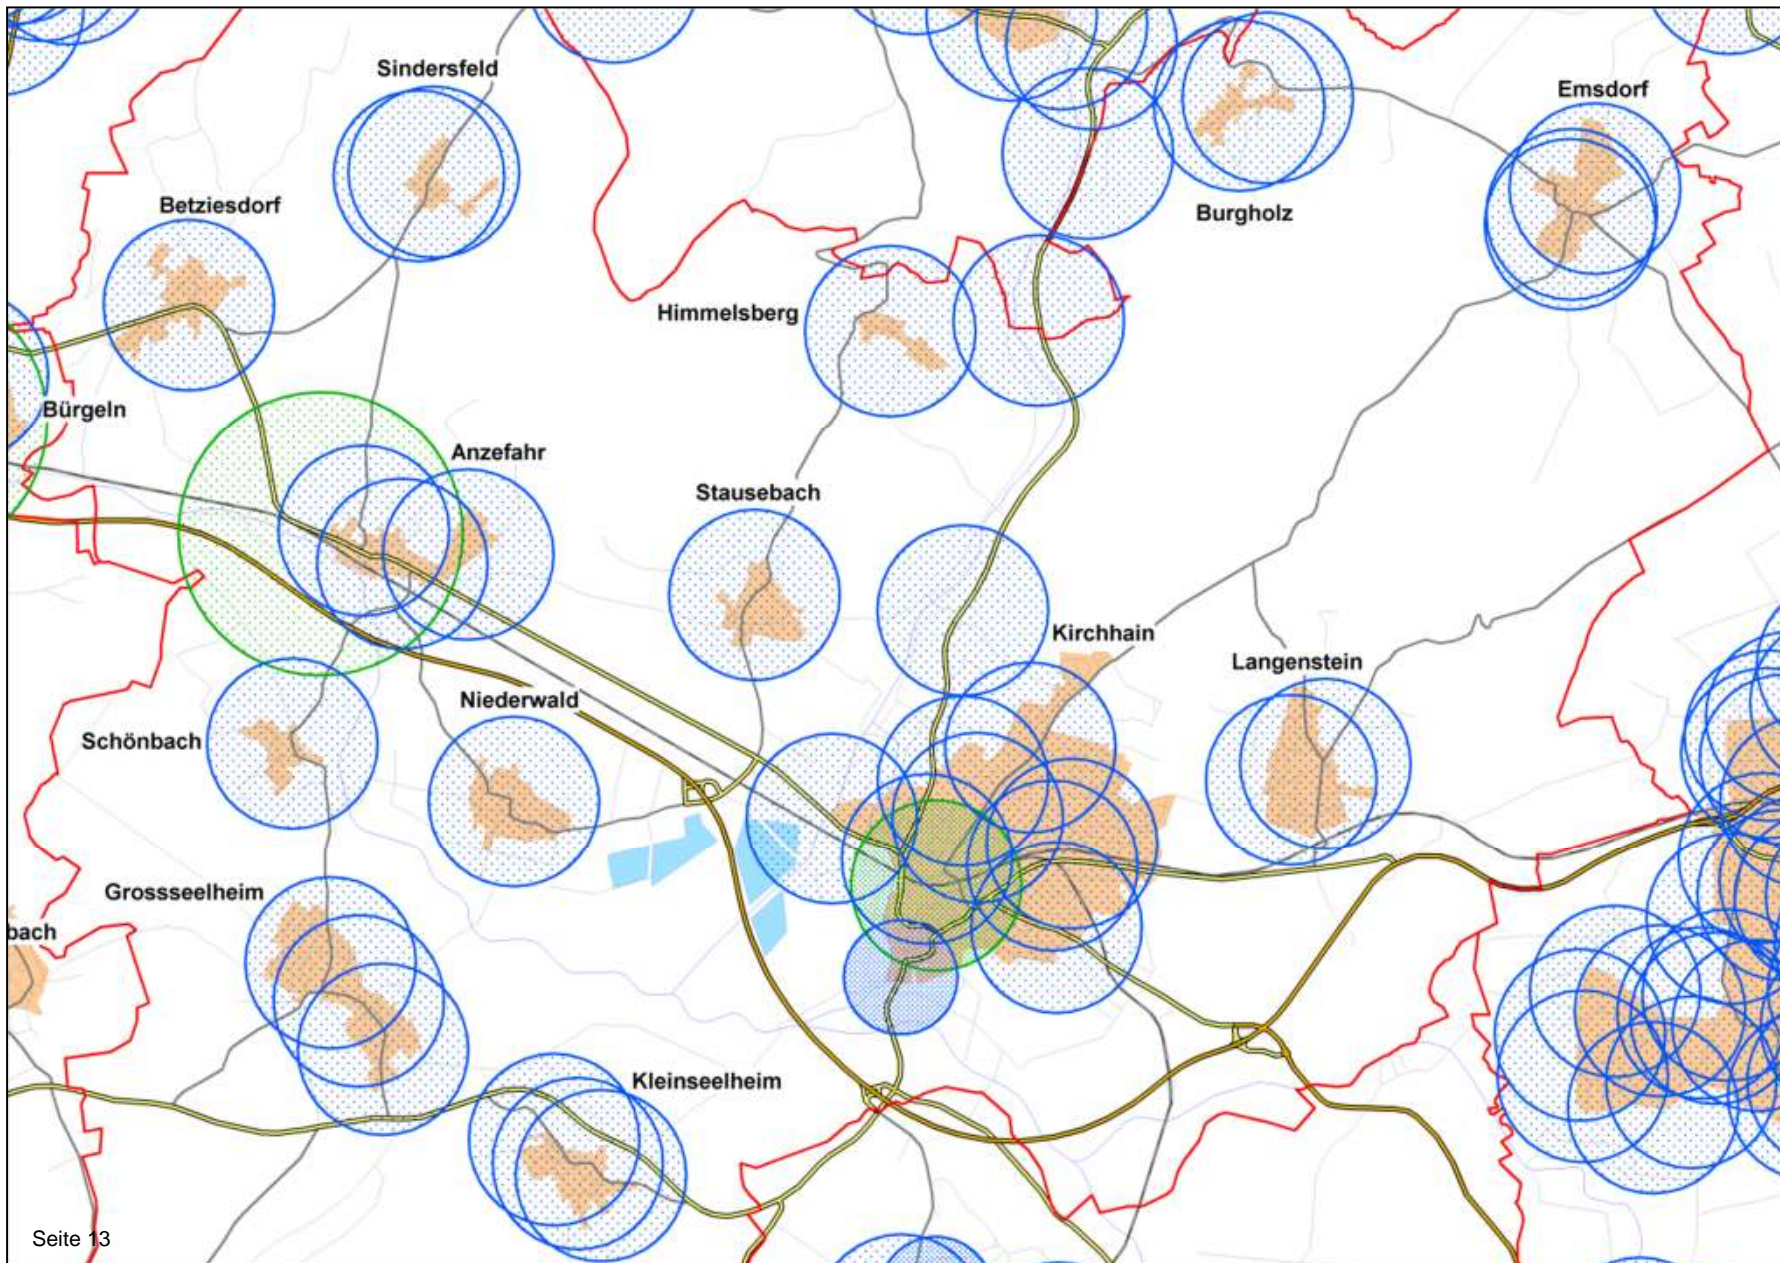 Sindersfeld
Emsdorf
Betziesdorf
Burgholz
Himmelsberg
Bürgeln
Anzefahr
Stausebach
Kirchhain
Langenstein
Niederwald
Schönbach
Grossseelheim
bach
Kleinseelheim
Seite 13